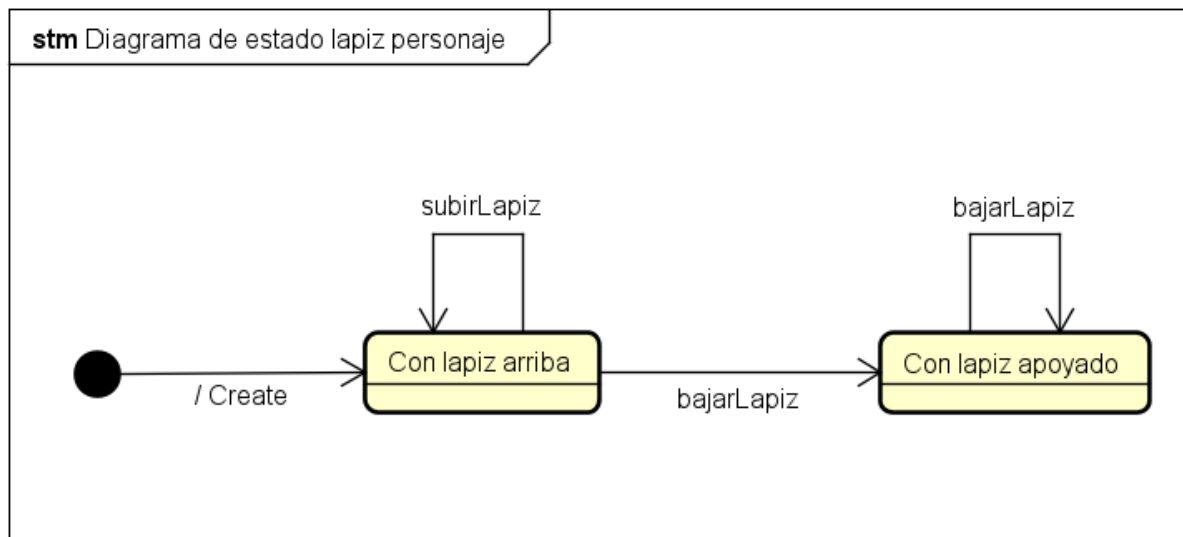 stm Diagrama de estado lapiz personaje
subirLapiz
bajarLapiz
Con lapiz arriba
Con lapiz apoyado
/ Create
bajarLapiz